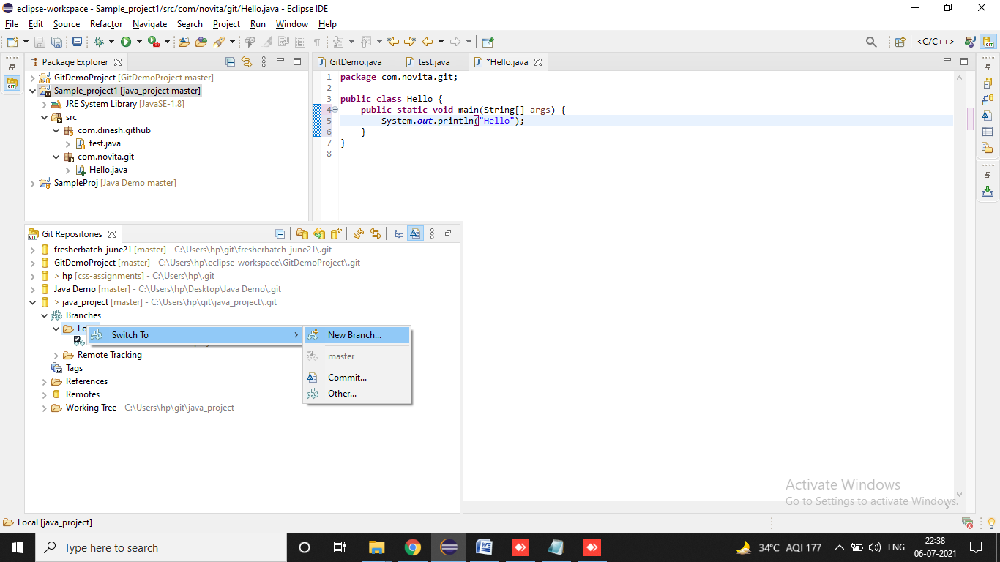 eclipse-workspace - Sample_project1/src/com/novita/git/Hello.java - Eclipse IDE
File Edit Source Refactor Navigate Search Project Run Window Help
<C/C++>
Package Explorer
GitDemoProject [GitDemoProject master]
Sample_project1 [java_project master]
JRE System Library [JavaSE-1.8]
src
com.dinesh.github
test.java
com.novita.git
Hello.java
SampleProj [Java Demo master]
GitDemo.java test.java *Hello.java
1 package com.novita.git;
2
3 public class Hello {
4 public static void main(String[] args) {
5 System.out.println("Hello");
6 }
7 }
8
Git Repositories
fresherbatch-june21 [master] - C:\Users\hp\git\fresherbatch-june21\.git
GitDemoProject [master] - C:\Users\hp\eclipse-workspace\GitDemoProject\.git
> hp [css-assignments] - C:\Users\hp\.git
Java Demo [master] - C:\Users\hp\Desktop\Java Demo\.git
> java_project [master] - C:\Users\hp\git\java_project\.git
Branches
Lo
Switch To
New Branch...
master
Commit...
Other...
Remote Tracking
Tags
References
Remotes
Working Tree - C:\Users\hp\git\java_project
Activate Windows
Go to Settings to activate Windows.
Local [java_project]
Type here to search
34°C AQI 177
ENG
22:38
06-07-2021